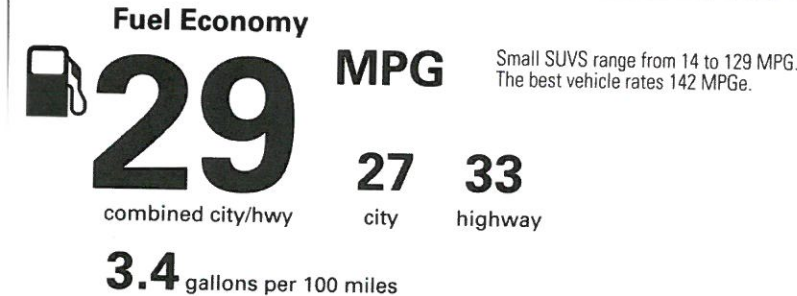 Fuel Economy
29 MPG
Small SUVS range from 14 to 129 MPG.
The best vehicle rates 142 MPGe.
combined city/hwy
27 city
33 highway
3.4 gallons per 100 miles